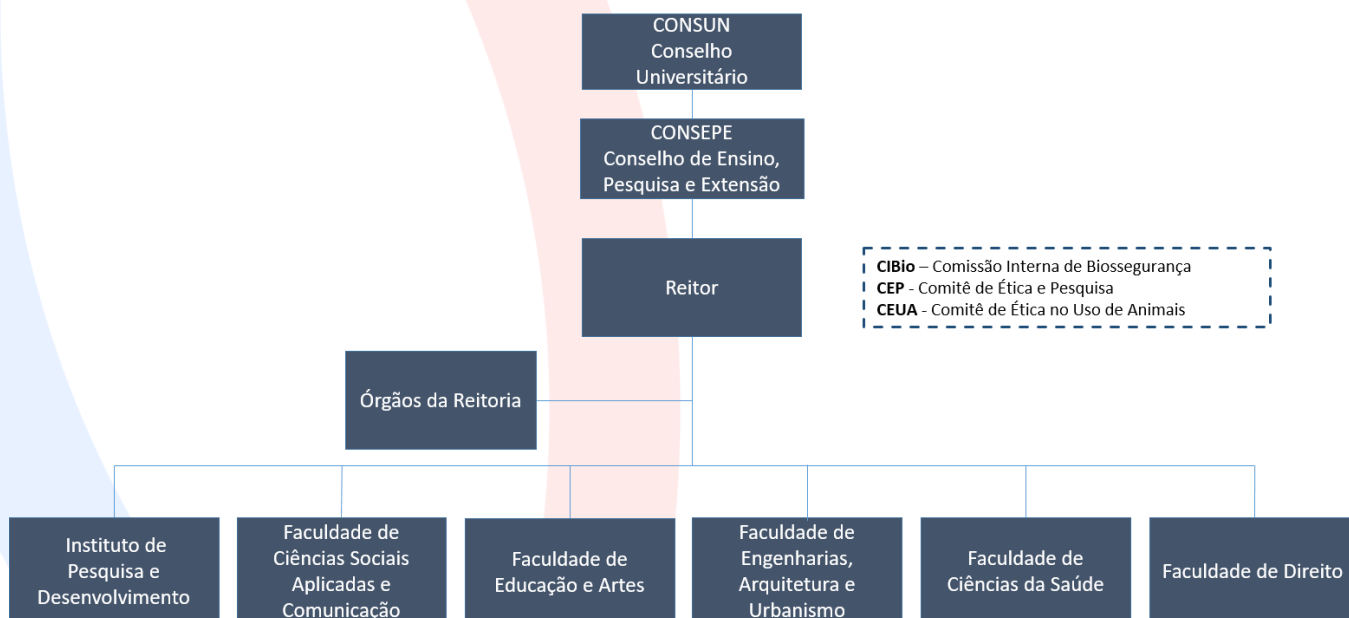 CONSUN
Conselho
Universitário
CONSEPE
Conselho de Ensino,
Pesquisa e Extensão
Reitor
CIBio – Comissão Interna de Biossegurança
CEP - Comitê de Ética e Pesquisa
CEUA - Comitê de Ética no Uso de Animais
Órgãos da Reitoria
Instituto de
Pesquisa e
Desenvolvimento
Faculdade de
Ciências Sociais
Aplicadas e
Comunicação
Faculdade de
Educação e Artes
Faculdade de
Engenharias,
Arquitetura e
Urbanismo
Faculdade de
Ciências da Saúde
Faculdade de Direito